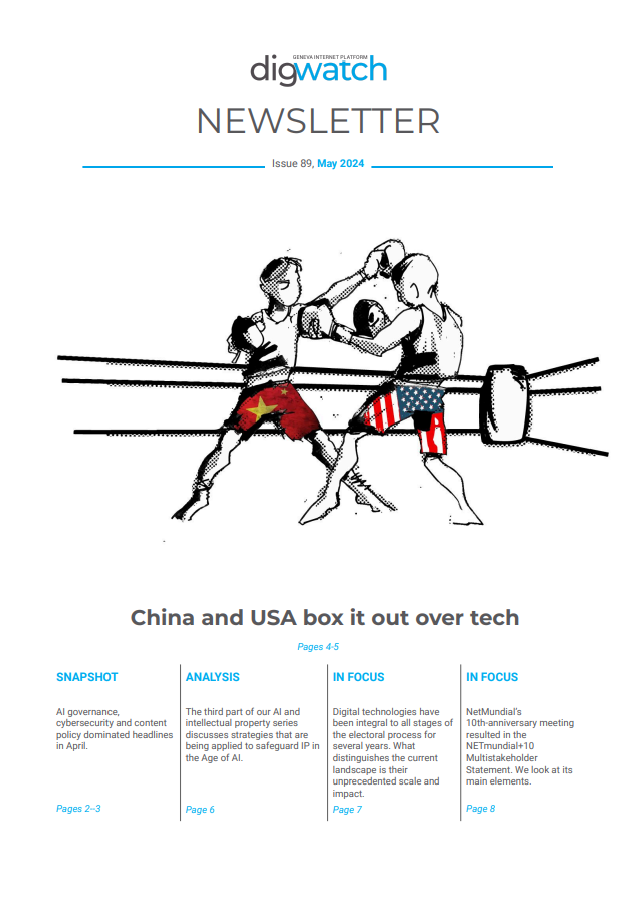 GENEVA INTERNET PLATFORM
digwatch
NEWSLETTER
Issue 89, May 2024
China and USA box it out over tech
Pages 4-5
SNAPSHOT
AI governance,
cybersecurity and content
policy dominated headlines
in April.
Pages 2–3
ANALYSIS
The third part of our AI and
intellectual property series
discusses strategies that are
being applied to safeguard IP in
the Age of AI.
Page 6
IN FOCUS
Digital technologies have
been integral to all stages of
the electoral process for
several years. What
distinguishes the current
landscape is their
unprecedented scale and
impact.
Page 7
IN FOCUS
NetMundial's
10th-anniversary meeting
resulted in the
NETmundial+10
Multistakeholder
Statement. We look at its
main elements.
Page 8